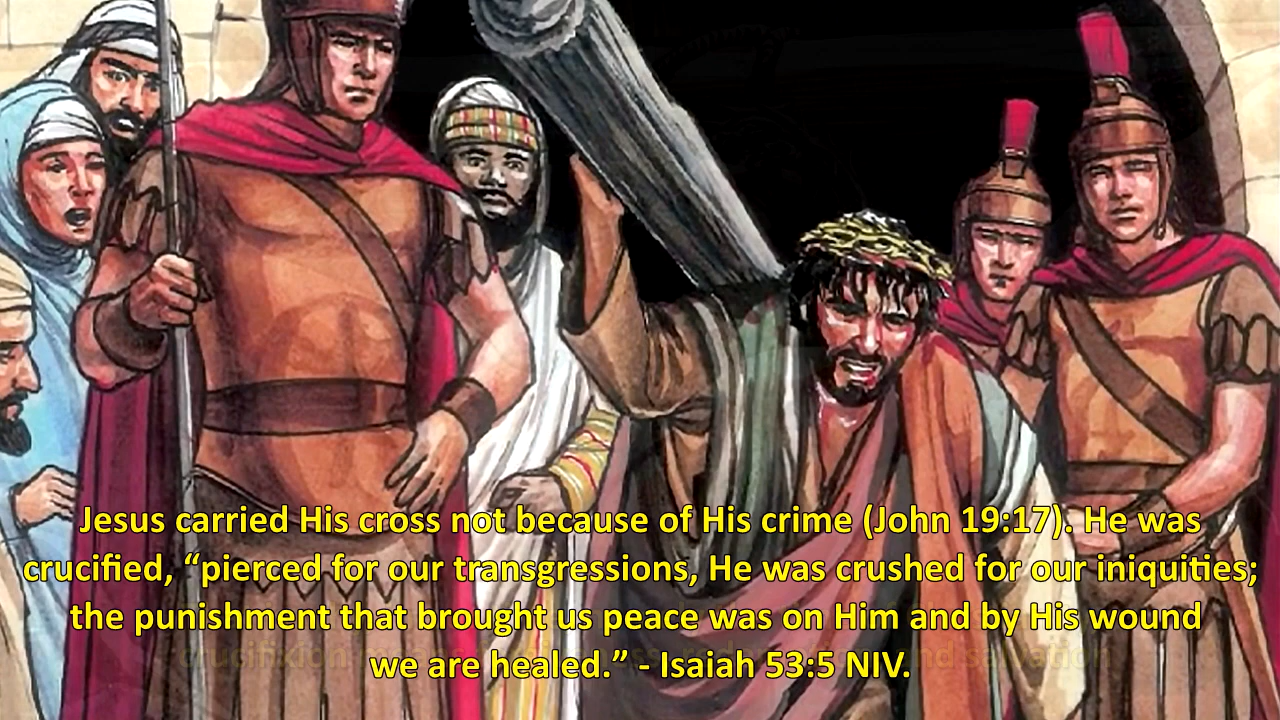 Jesus carried His cross not because of His crime (John 19:17). He was
crucified, “pierced for our transgressions, He was crushed for our iniquities;
the punishment that brought us peace was on Him and by His wound
we are healed.” - Isaiah 53:5 NIV.